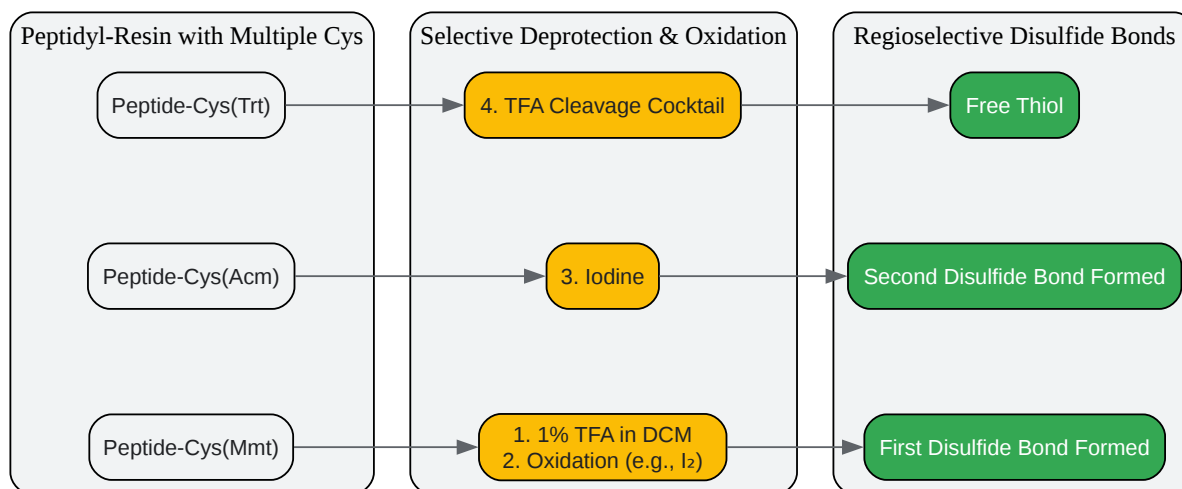 Peptidyl-Resin with Multiple Cys
Selective Deprotection & Oxidation
Regioselective Disulfide Bonds
Peptide-Cys(Trt)
4. TFA Cleavage Cocktail
Free Thiol
Peptide-Cys(Acm)
3. Iodine
Second Disulfide Bond Formed
Peptide-Cys(Mmt)
1. 1% TFA in DCM
2. Oxidation (e.g., I₂)
First Disulfide Bond Formed